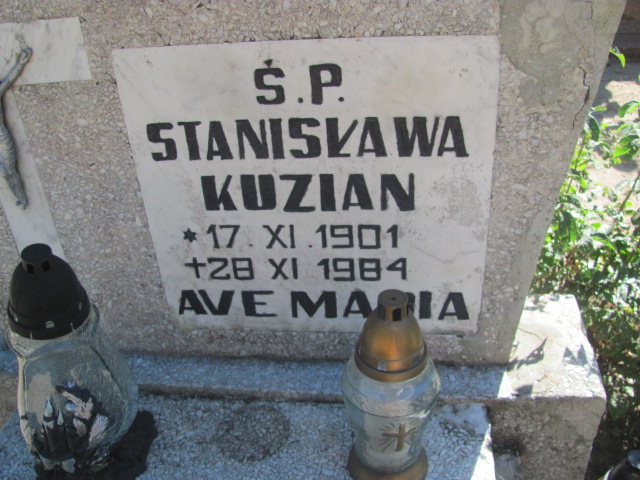 Ś.P.
STANISŁAWA
KUZIAN
* 17. XI. 1901
+28 XI 1984
AVE MARIA